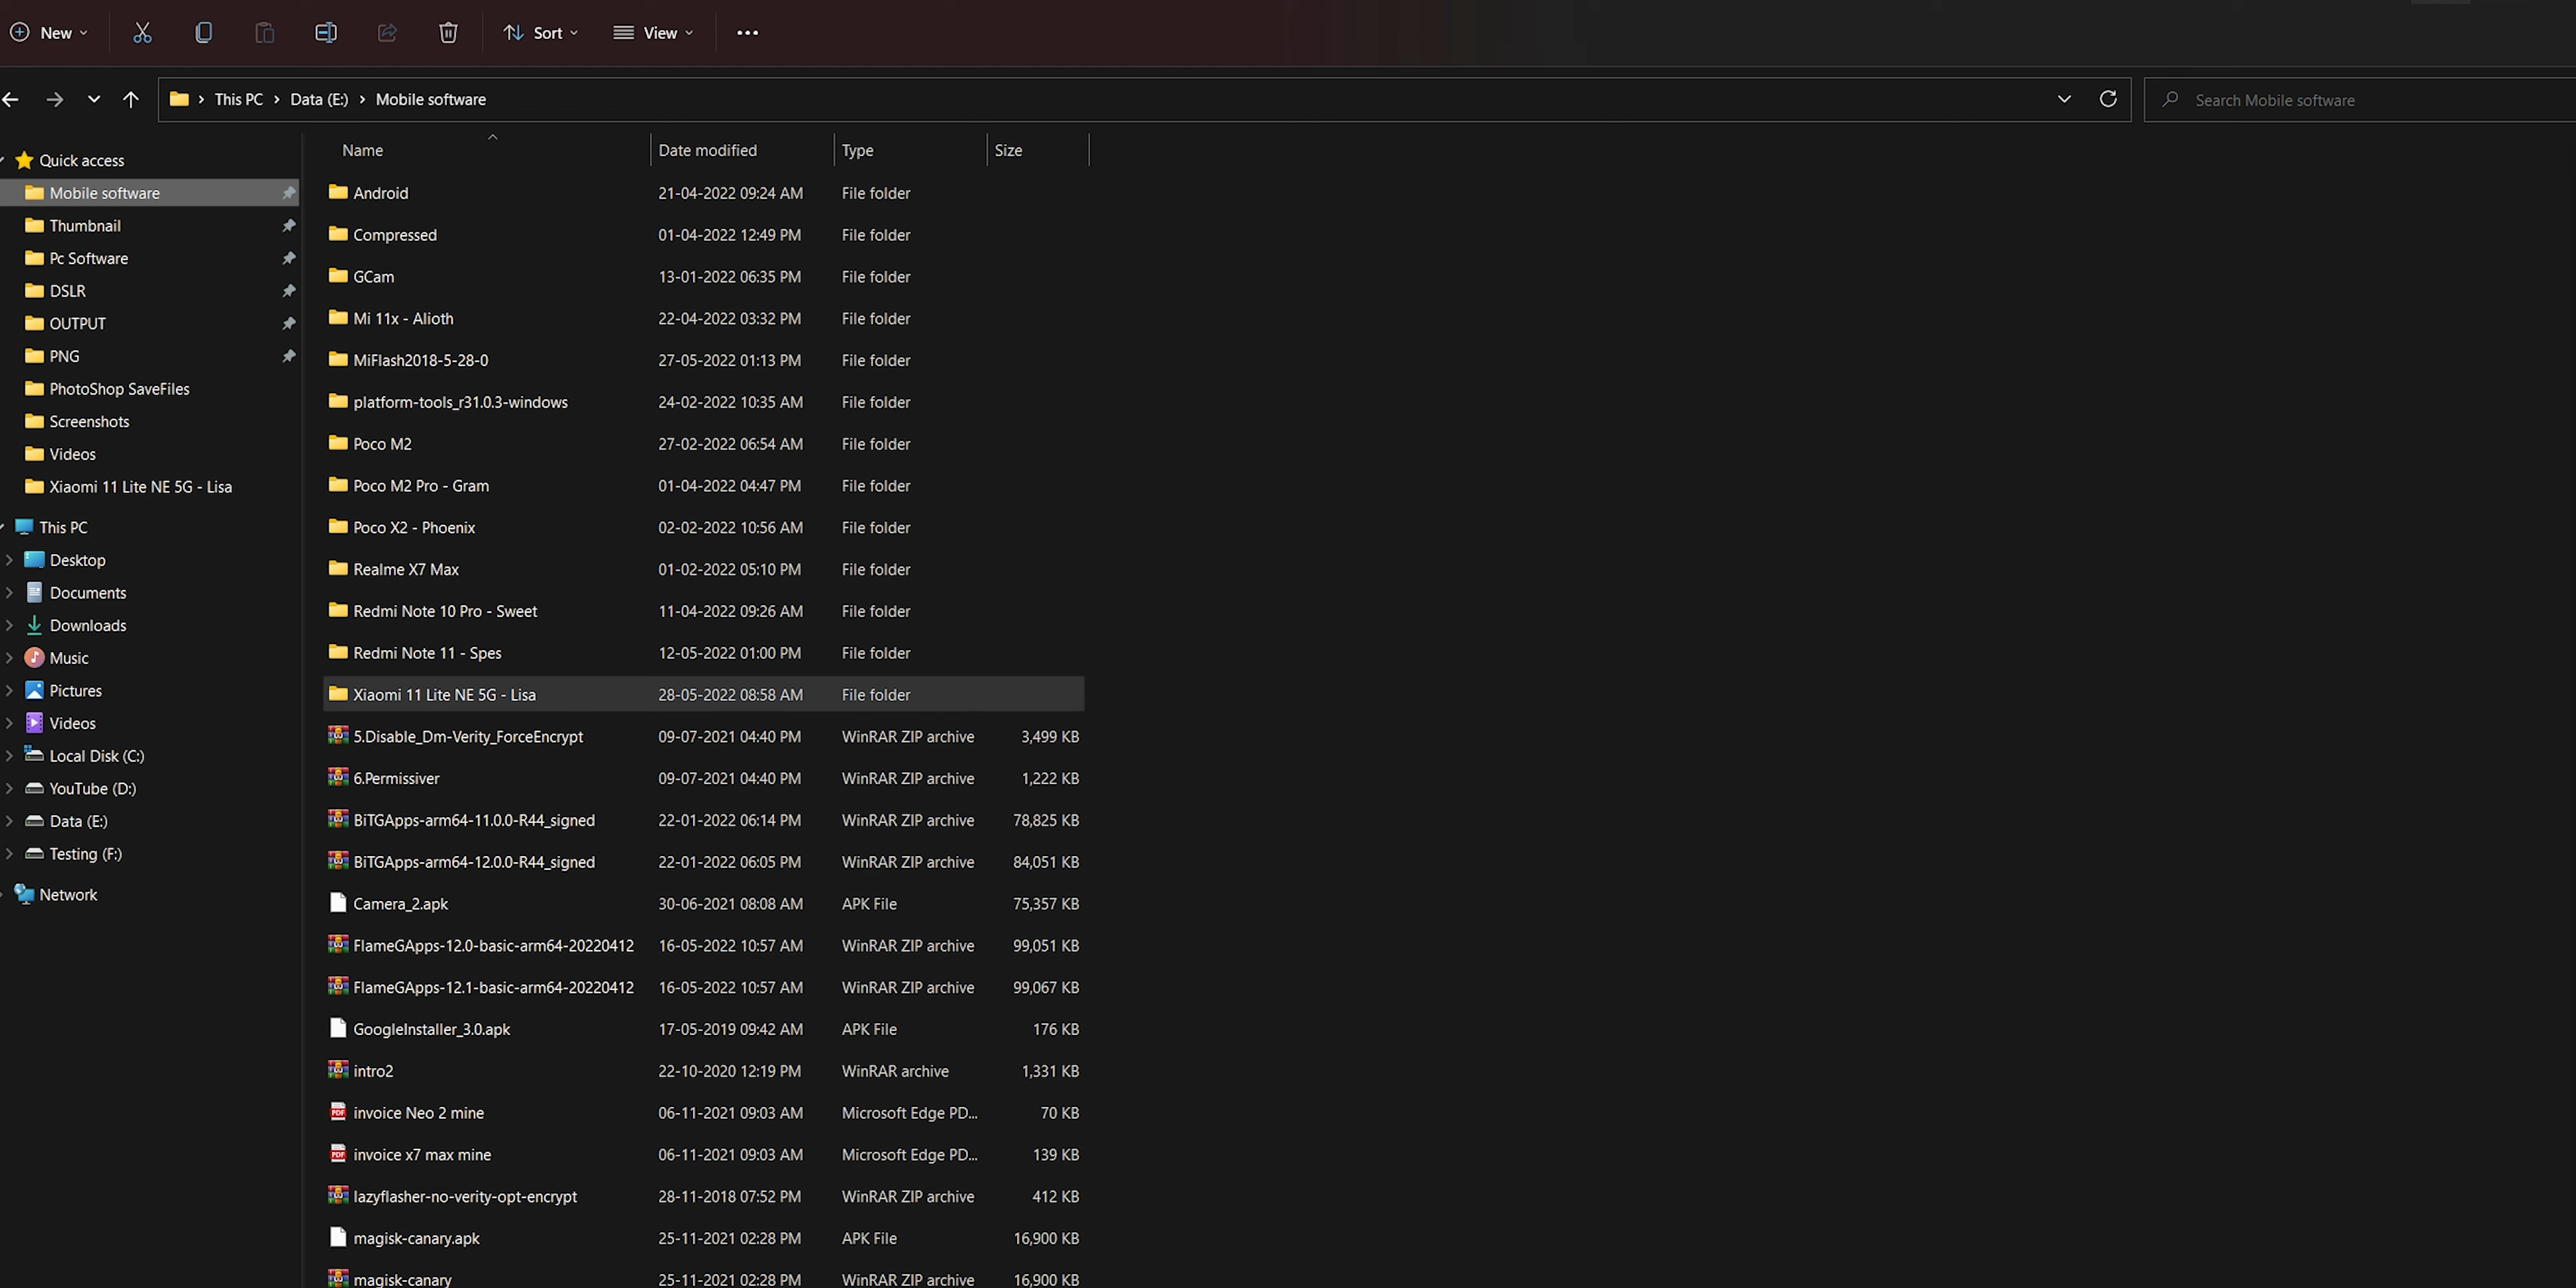 New
Sort
View
This PC > Data (E:) > Mobile software
Search Mobile software
Name Date modified Type Size
Quick access
Mobile software
Thumbnail
Pc Software
DSLR
OUTPUT
PNG
PhotoShop SaveFiles
Screenshots
Videos
Xiaomi 11 Lite NE 5G - Lisa
This PC
Desktop
Documents
Downloads
Music
Pictures
Videos
Local Disk (C:)
YouTube (D:)
Data (E:)
Testing (F:)
Network
Android 21-04-2022 09:24 AM File folder
Compressed 01-04-2022 12:49 PM File folder
GCam 13-01-2022 06:35 PM File folder
Mi 11x - Alioth 22-04-2022 03:32 PM File folder
MiFlash2018-5-28-0 27-05-2022 01:13 PM File folder
platform-tools_r31.0.3-windows 24-02-2022 10:35 AM File folder
Poco M2 27-02-2022 06:54 AM File folder
Poco M2 Pro - Gram 01-04-2022 04:47 PM File folder
Poco X2 - Phoenix 02-02-2022 10:56 AM File folder
Realme X7 Max 01-02-2022 05:10 PM File folder
Redmi Note 10 Pro - Sweet 11-04-2022 09:26 AM File folder
Redmi Note 11 - Spes 12-05-2022 01:00 PM File folder
Xiaomi 11 Lite NE 5G - Lisa 28-05-2022 08:58 AM File folder
5.Disable_Dm-Verity_ForceEncrypt 09-07-2021 04:40 PM WinRAR ZIP archive 3,499 KB
6.Permissiver 09-07-2021 04:40 PM WinRAR ZIP archive 1,222 KB
BiTGApps-arm64-11.0.0-R44_signed 22-01-2022 06:14 PM WinRAR ZIP archive 78,825 KB
BiTGApps-arm64-12.0.0-R44_signed 22-01-2022 06:05 PM WinRAR ZIP archive 84,051 KB
Camera_2.apk 30-06-2021 08:08 AM APK File 75,357 KB
FlameGApps-12.0-basic-arm64-20220412 16-05-2022 10:57 AM WinRAR ZIP archive 99,051 KB
FlameGApps-12.1-basic-arm64-20220412 16-05-2022 10:57 AM WinRAR ZIP archive 99,067 KB
GoogleInstaller_3.0.apk 17-05-2019 09:42 AM APK File 176 KB
intro2 22-10-2020 12:19 PM WinRAR archive 1,331 KB
invoice Neo 2 mine 06-11-2021 09:03 AM Microsoft Edge PD... 70 KB
invoice x7 max mine 06-11-2021 09:03 AM Microsoft Edge PD... 139 KB
lazyflasher-no-verity-opt-encrypt 28-11-2018 07:52 PM WinRAR ZIP archive 412 KB
magisk-canary.apk 25-11-2021 02:28 PM APK File 16,900 KB
magisk-canary 25-11-2021 02:28 PM WinRAR ZIP archive 16,900 KB